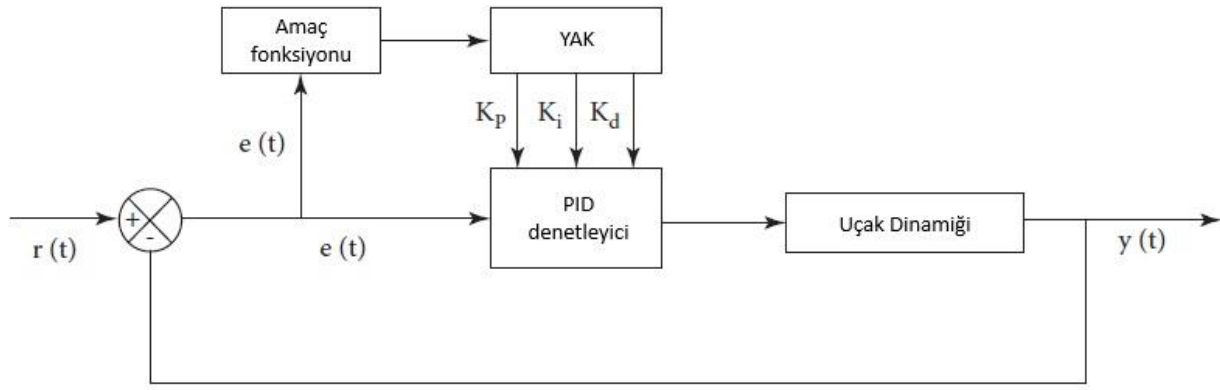 Amaç
fonksiyonu
YAK
K_p K_i K_d
e (t)
+
-
PID
denetleyici
Uçak Dinamiği
r (t)
e (t)
y (t)